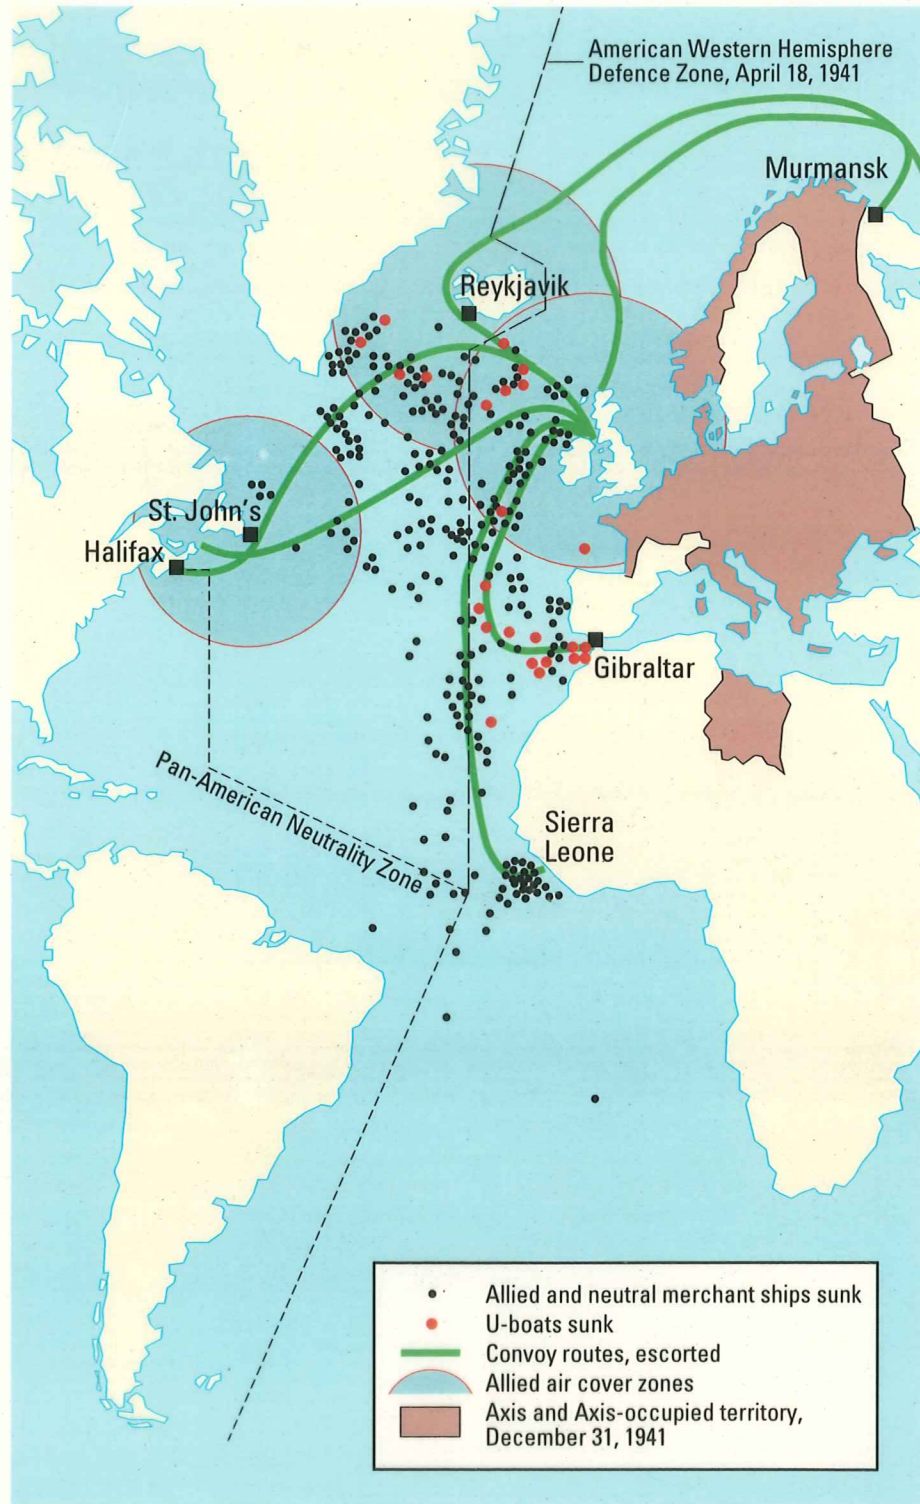 American Western Hemisphere
Defence Zone, April 18, 1941
Murmansk
Reykjavik
St. John's
Halifax
Gibraltar
Pan-American Neutrality Zone
Sierra
Leone
Allied and neutral merchant ships sunk
U-boats sunk
Convoy routes, escorted
Allied air cover zones
Axis and Axis-occupied territory,
December 31, 1941